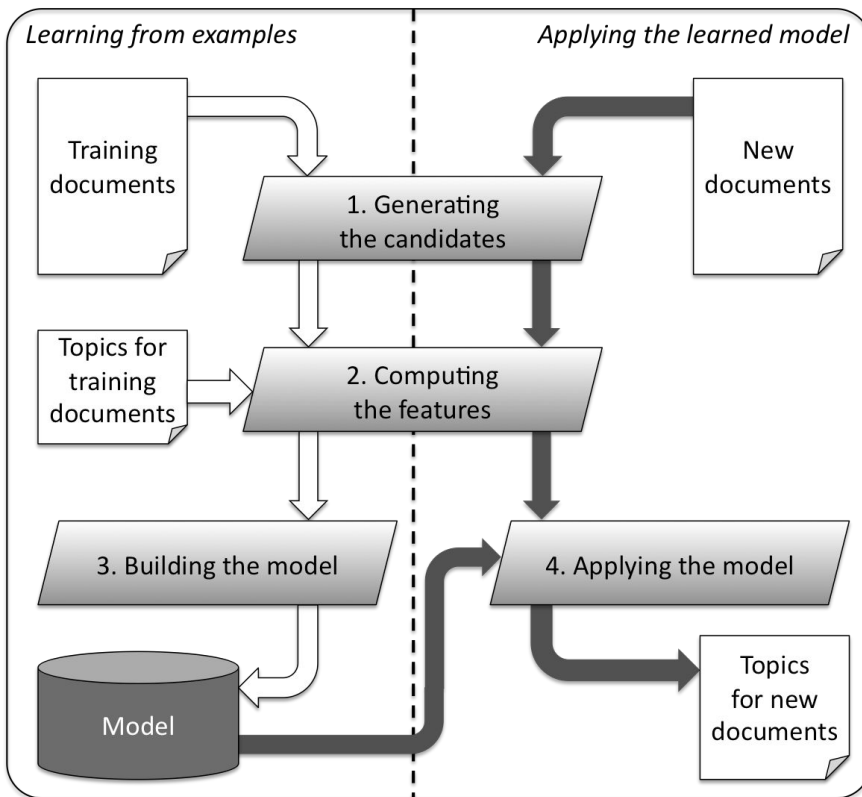 Learning from examples
Applying the learned model
Training
documents
New
documents
1. Generating
the candidates
Topics for
training
documents
2. Computing
the features
3. Building the model
4. Applying the model
Model
Topics
for new
documents